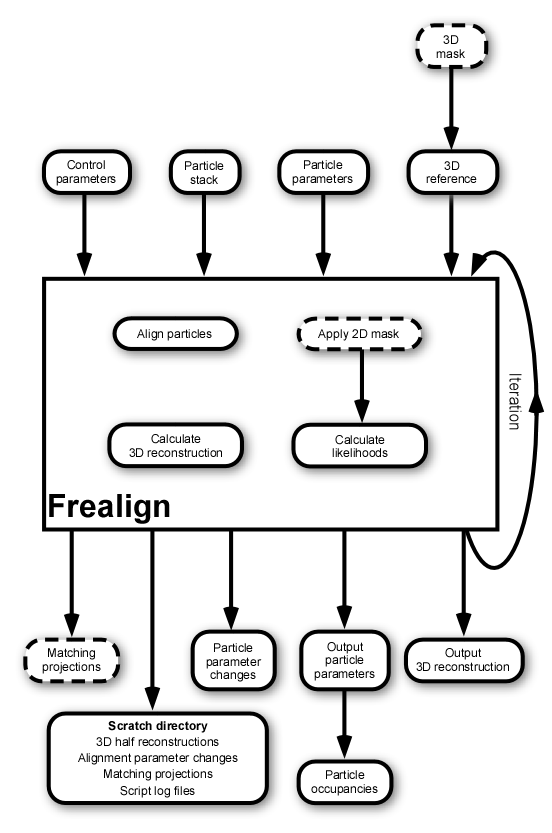 3D
mask
Control
parameters
Particle
stack
Particle
parameters
3D
reference
Align particles
Apply 2D mask
Iteration
Calculate
3D reconstruction
Calculate
likelihoods
Frealign
Matching
projections
Particle
parameter
changes
Output
particle
parameters
Output
3D reconstruction
Scratch directory
3D half reconstructions
Alignment parameter changes
Matching projections
Script log files
Particle
occupancies